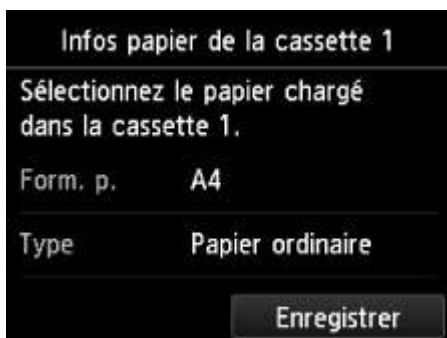 Infos papier de la cassette 1
Sélectionnez le papier chargé
dans la cassette 1.
Form. p. A4
Type Papier ordinaire
Enregistrer